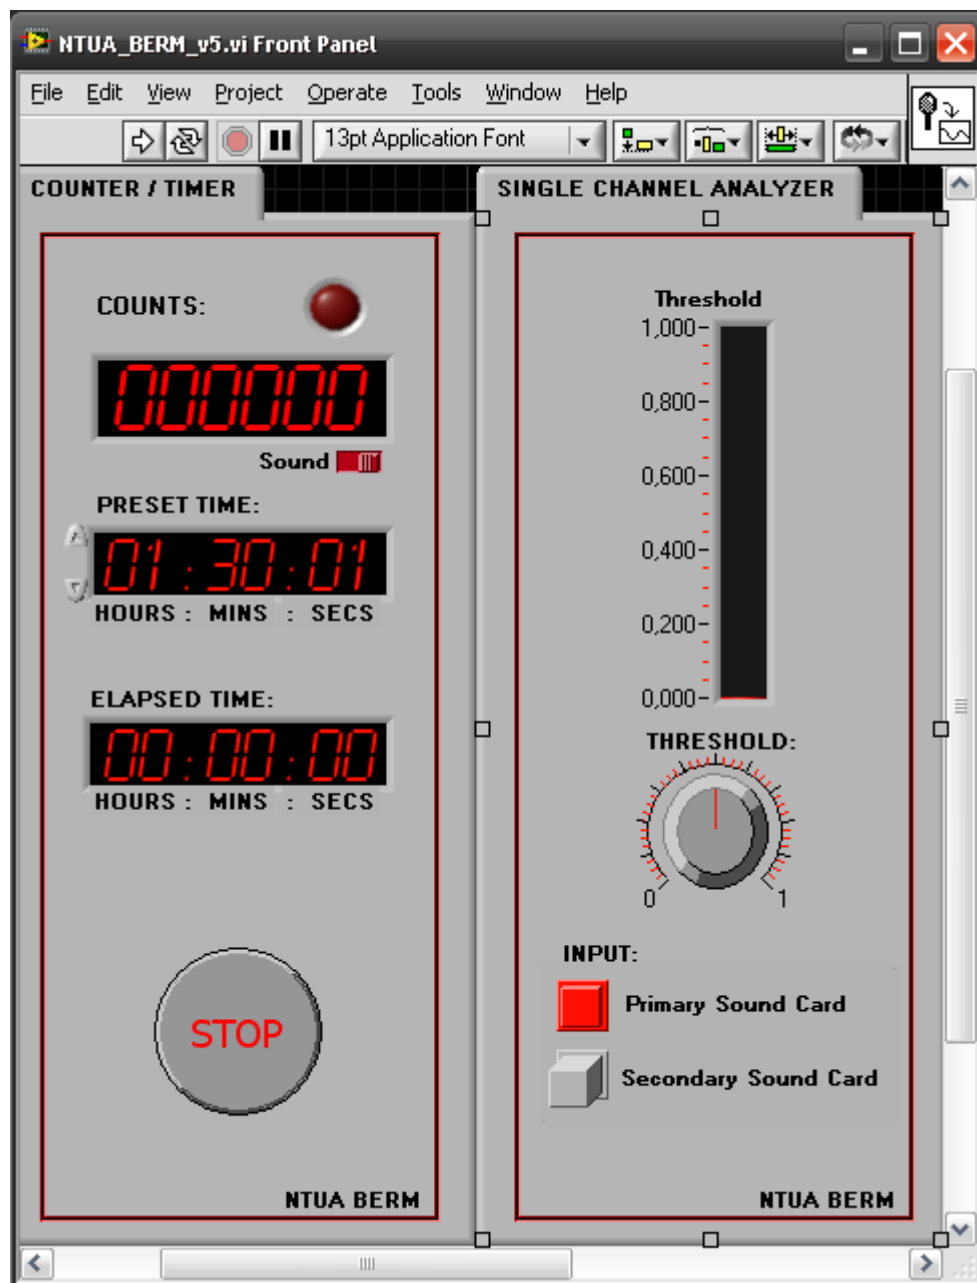 NTUA_BERM_v5.vi Front Panel
File Edit View Project Operate Tools Window Help
13pt Application Font
COUNTER / TIMER
COUNTS:
000000
Sound
PRESET TIME:
01 : 30 : 01
HOURS : MINS : SECS
ELAPSED TIME:
00 : 00 : 00
HOURS : MINS : SECS
STOP
NTUA BERM
SINGLE CHANNEL ANALYZER
Threshold
1,000
0,800
0,600
0,400
0,200
0,000
THRESHOLD:
0 1
INPUT:
Primary Sound Card
Secondary Sound Card
NTUA BERM